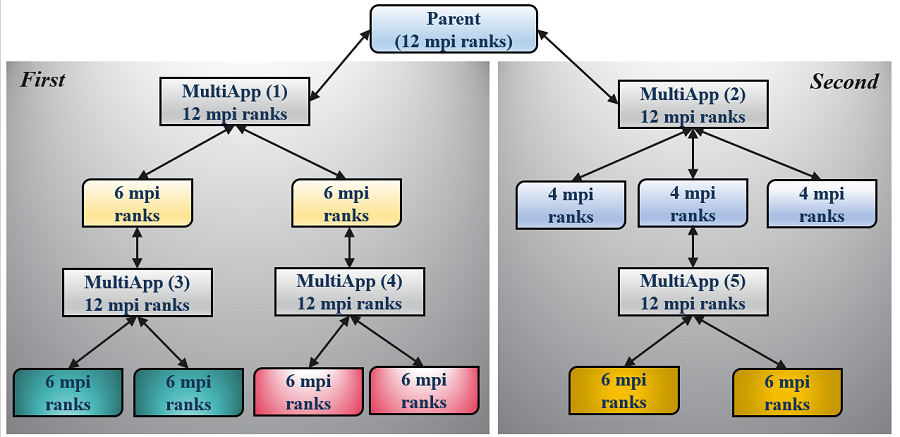 Parent
(12 mpi ranks)
First
Second
MultiApp (1)
12 mpi ranks
MultiApp (2)
12 mpi ranks
6 mpi
ranks
6 mpi
ranks
4 mpi
ranks
4 mpi
ranks
4 mpi
ranks
MultiApp (3)
12 mpi ranks
MultiApp (4)
12 mpi ranks
MultiApp (5)
12 mpi ranks
6 mpi
ranks
6 mpi
ranks
6 mpi
ranks
6 mpi
ranks
6 mpi
ranks
6 mpi
ranks